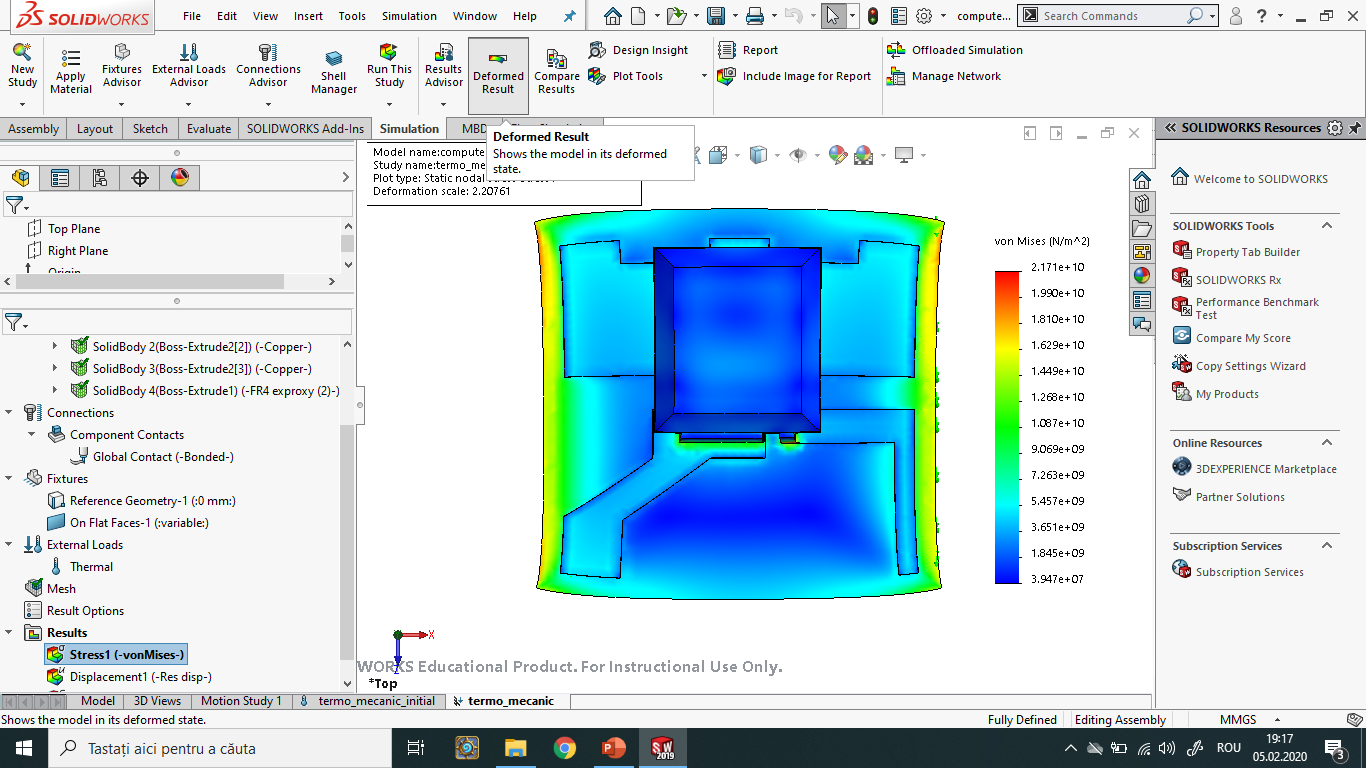 SOLIDWORKS
File Edit View Insert Tools Simulation Window Help
compute...
Search Commands
New Study
Apply Material
Fixtures Advisor
External Loads Advisor
Connections Advisor
Shell Manager
Run This Study
Results Advisor
Deformed Result
Compare Results
Design Insight
Plot Tools
Report
Include Image for Report
Offloaded Simulation
Manage Network
Assembly Layout Sketch Evaluate SOLIDWORKS Add-Ins Simulation MBD
Deformed Result
Shows the model in its deformed
state.
Model name:compute
Study name:termo_me
Plot type: Static nodal
Deformation scale: 2.20761
Top Plane
Right Plane
Origin
SolidBody 2(Boss-Extrude2[2]) (-Copper-)
SolidBody 3(Boss-Extrude2[3]) (-Copper-)
SolidBody 4(Boss-Extrude1) (-FR4 exproxy (2)-)
Connections
Component Contacts
Global Contact (-Bonded-)
Fixtures
Reference Geometry-1 (:0 mm:)
On Flat Faces-1 (:variable:)
External Loads
Thermal
Mesh
Result Options
Results
Stress1 (-vonMises-)
Displacement1 (-Res disp-)
von Mises (N/m^2)
2.171e+10
1.990e+10
1.810e+10
1.629e+10
1.449e+10
1.268e+10
1.087e+10
9.069e+09
7.263e+09
5.457e+09
3.651e+09
1.845e+09
3.947e+07
X
WORKS Educational Product. For Instructional Use Only.
*Top
SOLIDWORKS Resources
Welcome to SOLIDWORKS
SOLIDWORKS Tools
Property Tab Builder
SOLIDWORKS Rx
Performance Benchmark
Test
Compare My Score
Copy Settings Wizard
My Products
Online Resources
3DEXPERIENCE Marketplace
Partner Solutions
Subscription Services
Subscription Services
Model 3D Views Motion Study 1 termo_mecanic_initial termo_mecanic
Shows the model in its deformed state.
Fully Defined Editing Assembly MMGS
Tastați aici pentru a căuta
SW 2019
ROU
19:17
05.02.2020
3